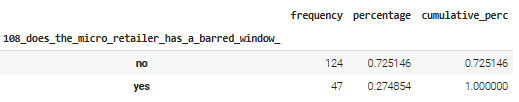 frequency percentage cumulative_perc
108_does_the_micro_retailer_has_a_barred_window_
no 124 0.725146 0.725146
yes 47 0.274854 1.000000